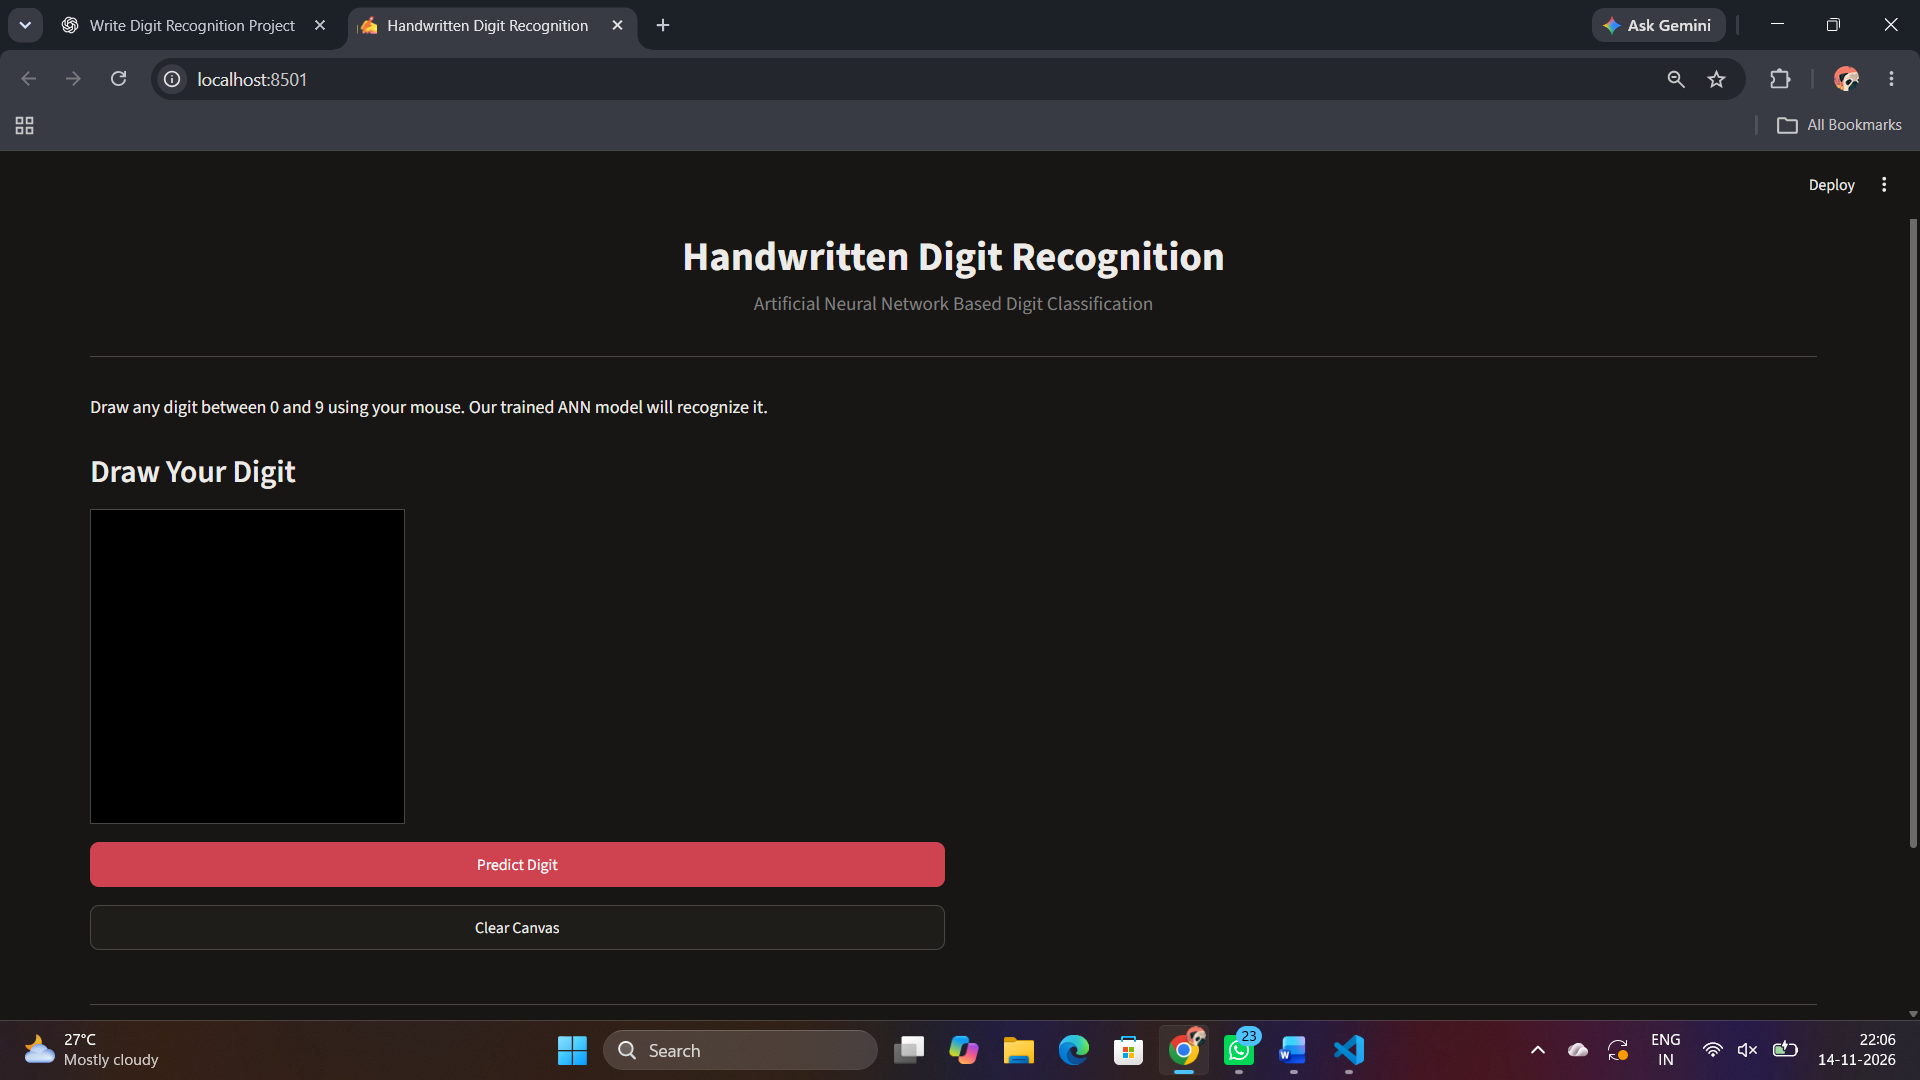 Write Digit Recognition Project
Handwritten Digit Recognition
Ask Gemini
localhost:8501
All Bookmarks
Deploy
Handwritten Digit Recognition
Artificial Neural Network Based Digit Classification
Draw any digit between 0 and 9 using your mouse. Our trained ANN model will recognize it.
Draw Your Digit
Predict Digit
Clear Canvas
27°C
Mostly cloudy
Search
23
ENG
IN
22:06
14-11-2026